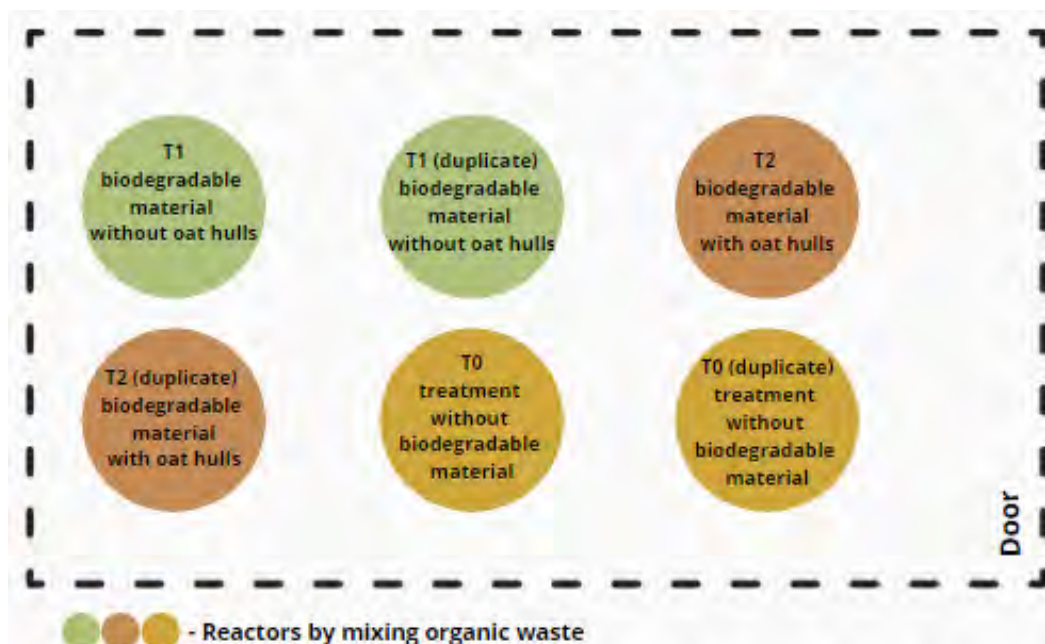 T1
biodegradable
material
without oat hulls
T1 (duplicate)
biodegradable
material
without oat hulls
T2
biodegradable
material
with oat hulls
T2 (duplicate)
biodegradable
material
with oat hulls
T0
treatment
without
biodegradable
material
T0 (duplicate)
treatment
without
biodegradable
material
Door
- Reactors by mixing organic waste